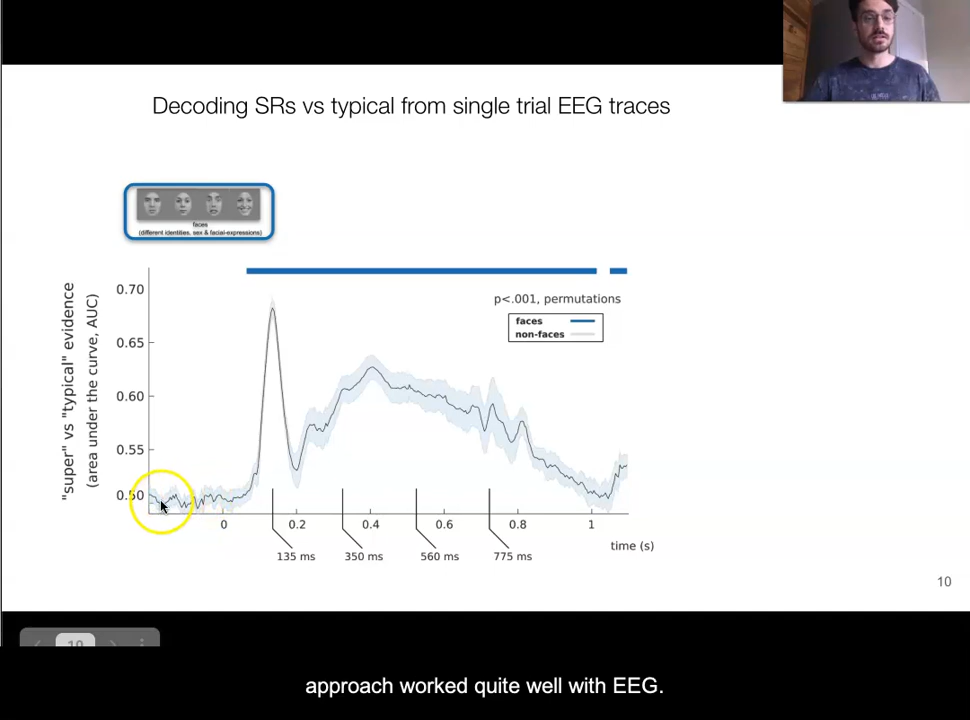 Decoding SRs vs typical from single trial EEG traces
faces
(different identities, sex & facial-expressions)
"super" vs "typical" evidence
(area under the curve, AUC)
0.70
0.65
0.60
0.55
0.50
p<.001, permutations
faces
non-faces
0
0.2
0.4
0.6
0.8
1
135 ms
350 ms
560 ms
775 ms
time (s)
10
10
approach worked quite well with EEG.